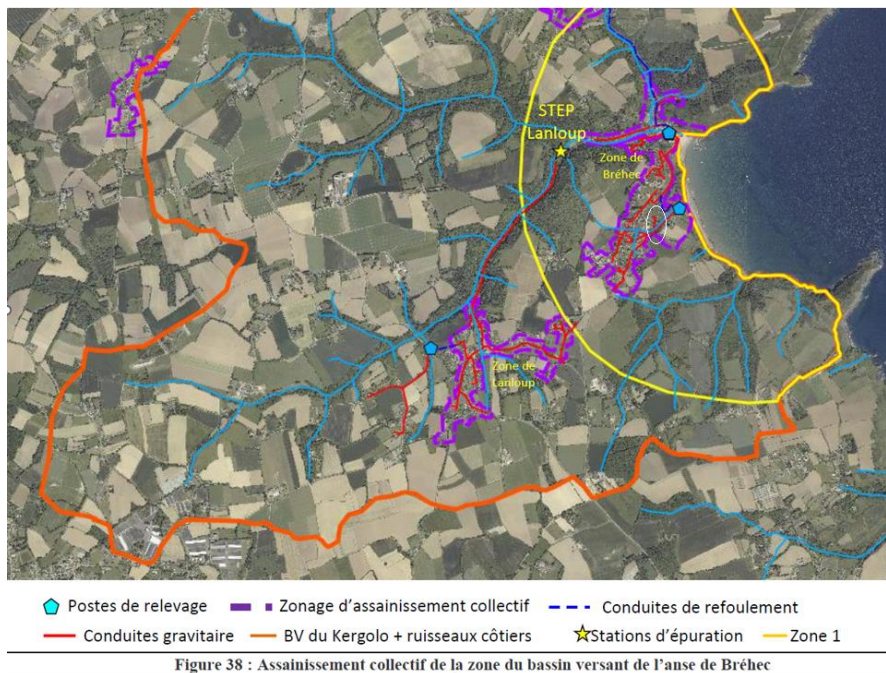 STEP
Lanloup
Zone de
Bréhec
Zone de
Lanloup
Postes de relevage
Zonage d’assainissement collectif
Conduites de refoulement
Conduites gravitaire
BV du Kergolo + ruisseaux côtiers
Stations d’épuration
Zone 1
Figure 38 : Assainissement collectif de la zone du bassin versant de l’anse de Bréhec